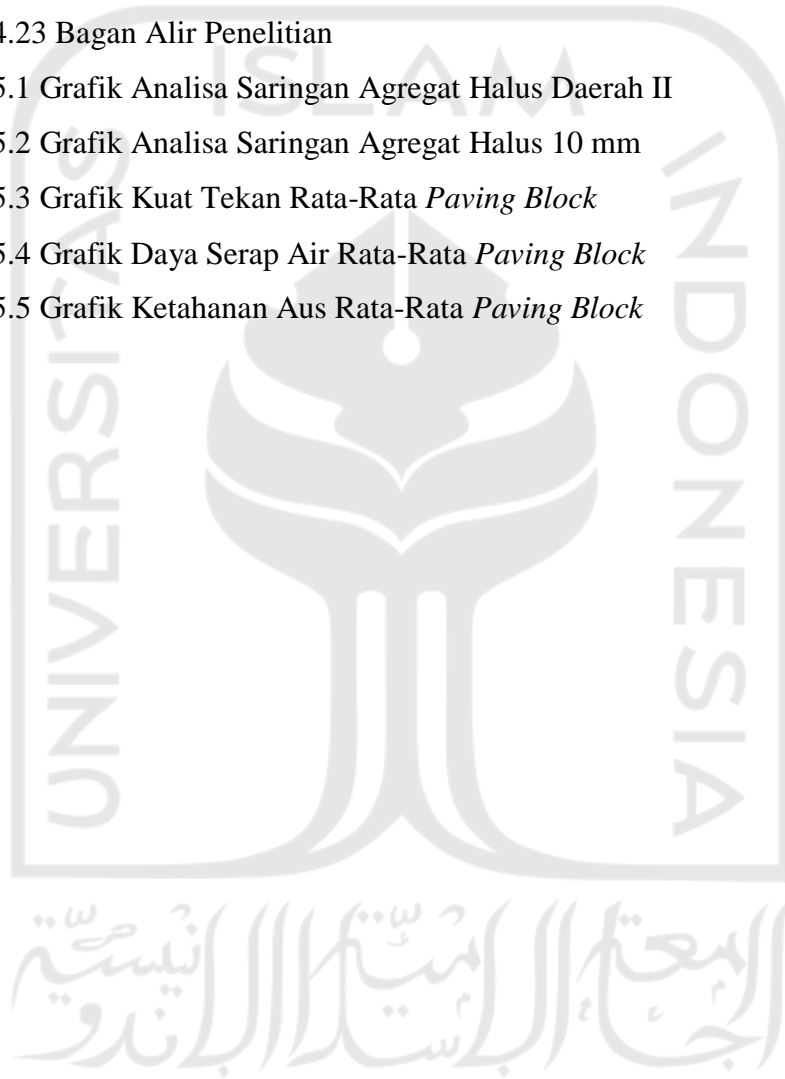 4.23 Bagan Alir Penelitian
5.1 Grafik Analisa Saringan Agregat Halus Daerah II
5.2 Grafik Analisa Saringan Agregat Halus 10 mm
5.3 Grafik Kuat Tekan Rata-Rata Paving Block
5.4 Grafik Daya Serap Air Rata-Rata Paving Block
5.5 Grafik Ketahanan Aus Rata-Rata Paving Block
UNIVERSITAS
ISLAM
INDONESIA